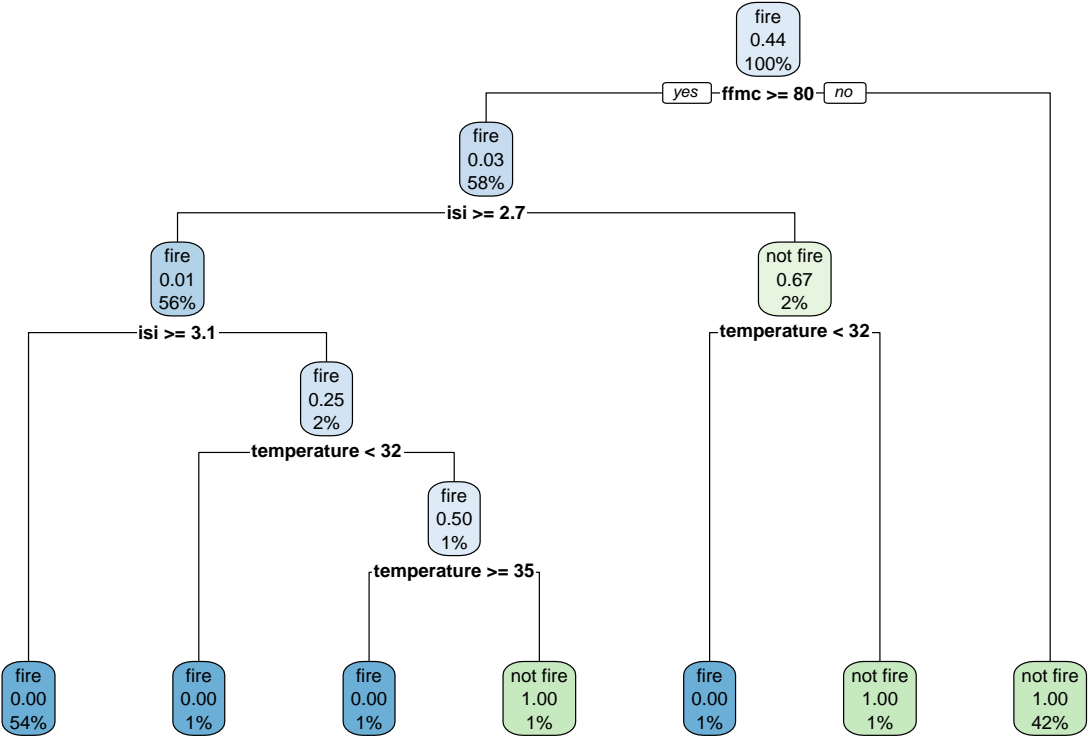 fire
0.44
100%
yes ffmc >= 80 no
fire
0.03
58%
isi >= 2.7
fire
0.01
56%
not fire
0.67
2%
isi >= 3.1
temperature < 32
fire
0.25
2%
temperature < 32
fire
0.50
1%
temperature >= 35
fire
0.00
54%
fire
0.00
1%
fire
0.00
1%
not fire
1.00
1%
fire
0.00
1%
not fire
1.00
1%
not fire
1.00
42%